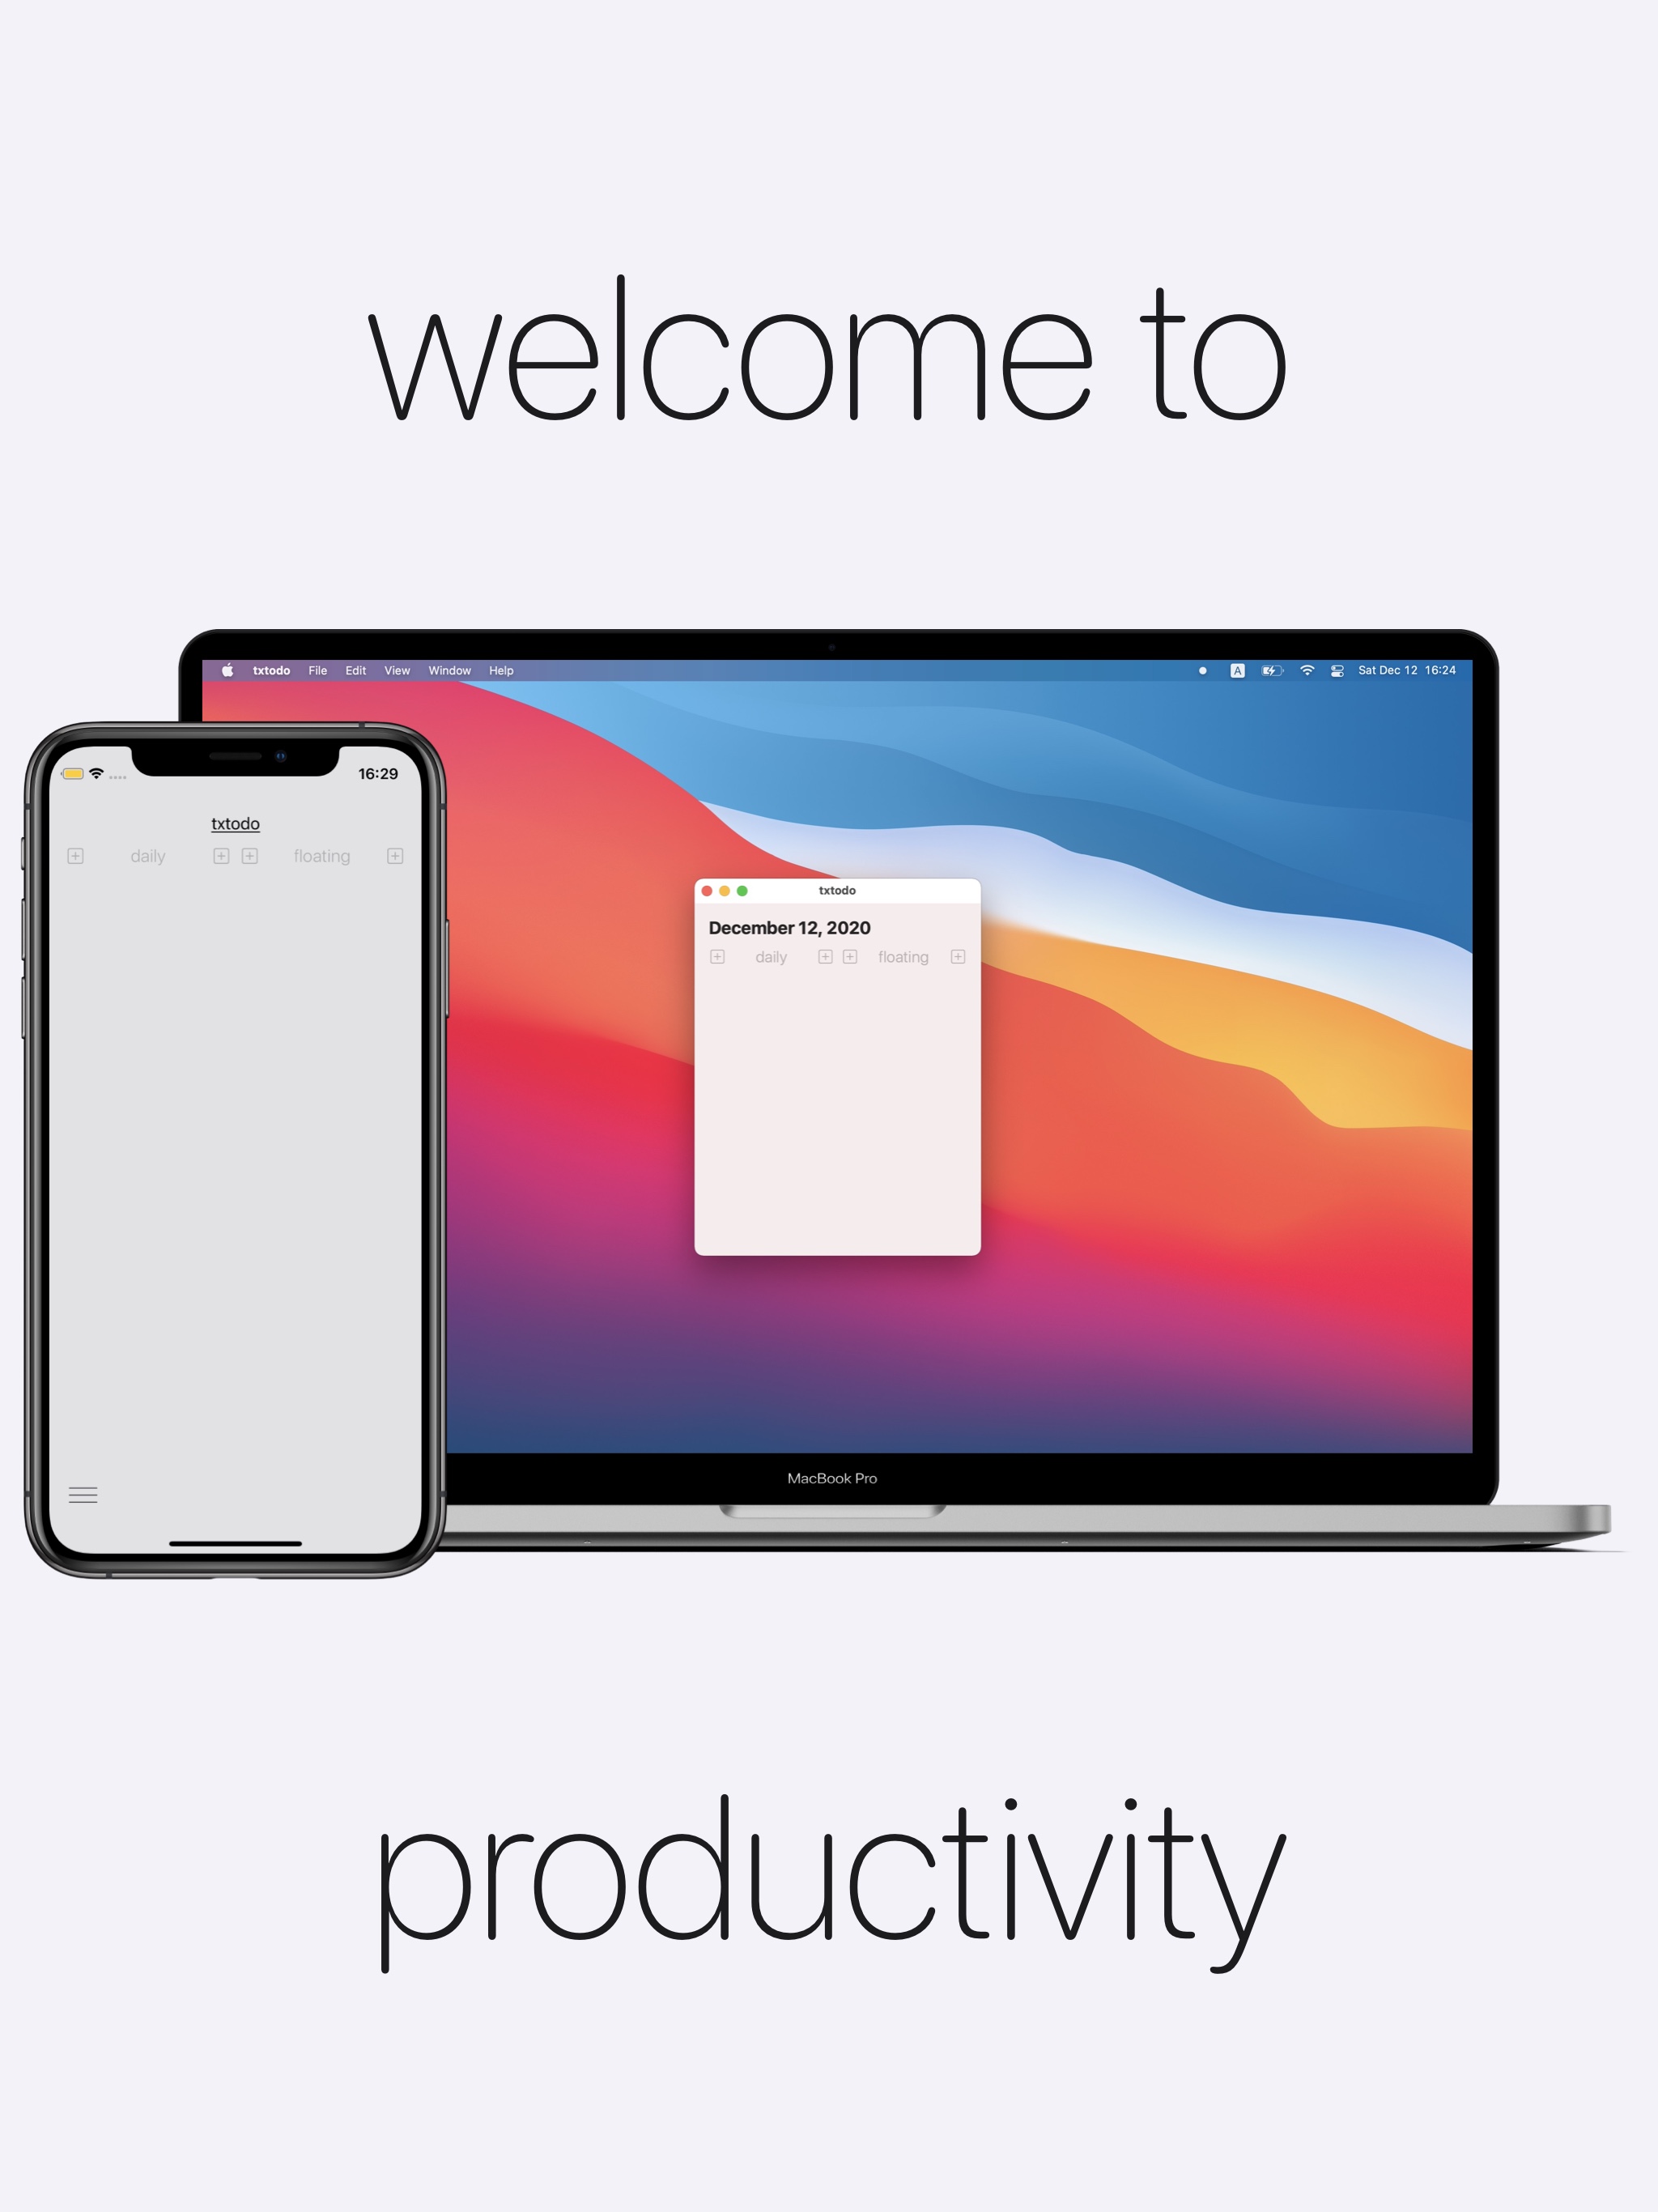 welcome to
txtodo File Edit View Window Help
A Sat Dec 12 16:24
16:29
txtodo
daily floating
txtodo
December 12, 2020
daily floating
MacBook Pro
productivity